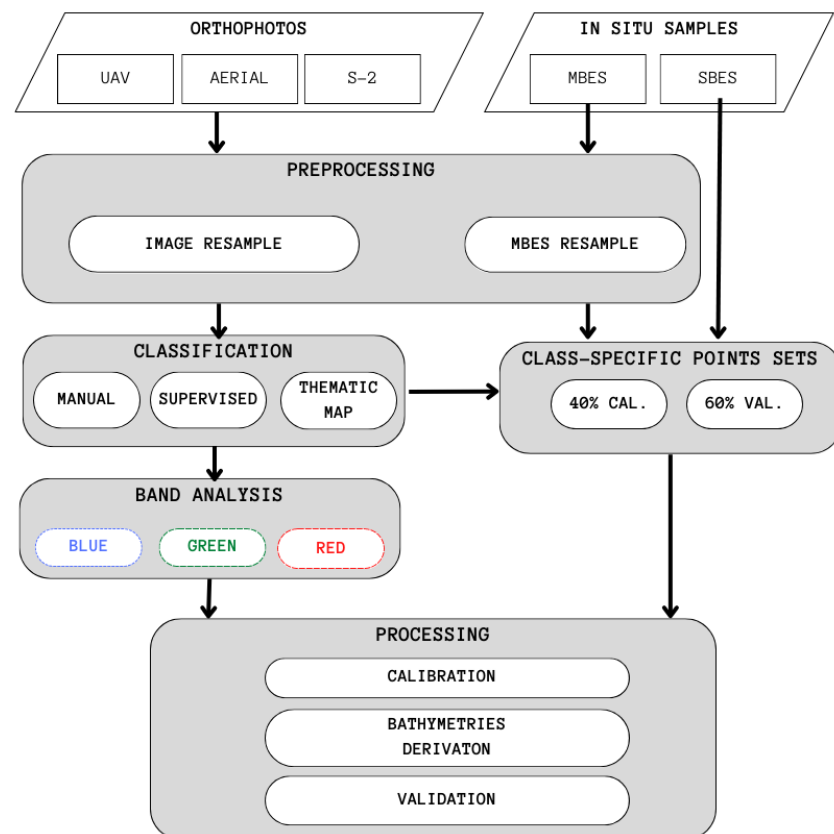 ORTHOPHOTOS
UAV
AERIAL
S-2
IN SITU SAMPLES
MBES
SBES
PREPROCESSING
IMAGE RESAMPLE
MBES RESAMPLE
CLASSIFICATION
MANUAL
SUPERVISED
THEMATIC
MAP
CLASS-SPECIFIC POINTS SETS
40% CAL.
60% VAL.
BAND ANALYSIS
BLUE
GREEN
RED
PROCESSING
CALIBRATION
BATHYMETRIES
DERIVATON
VALIDATION